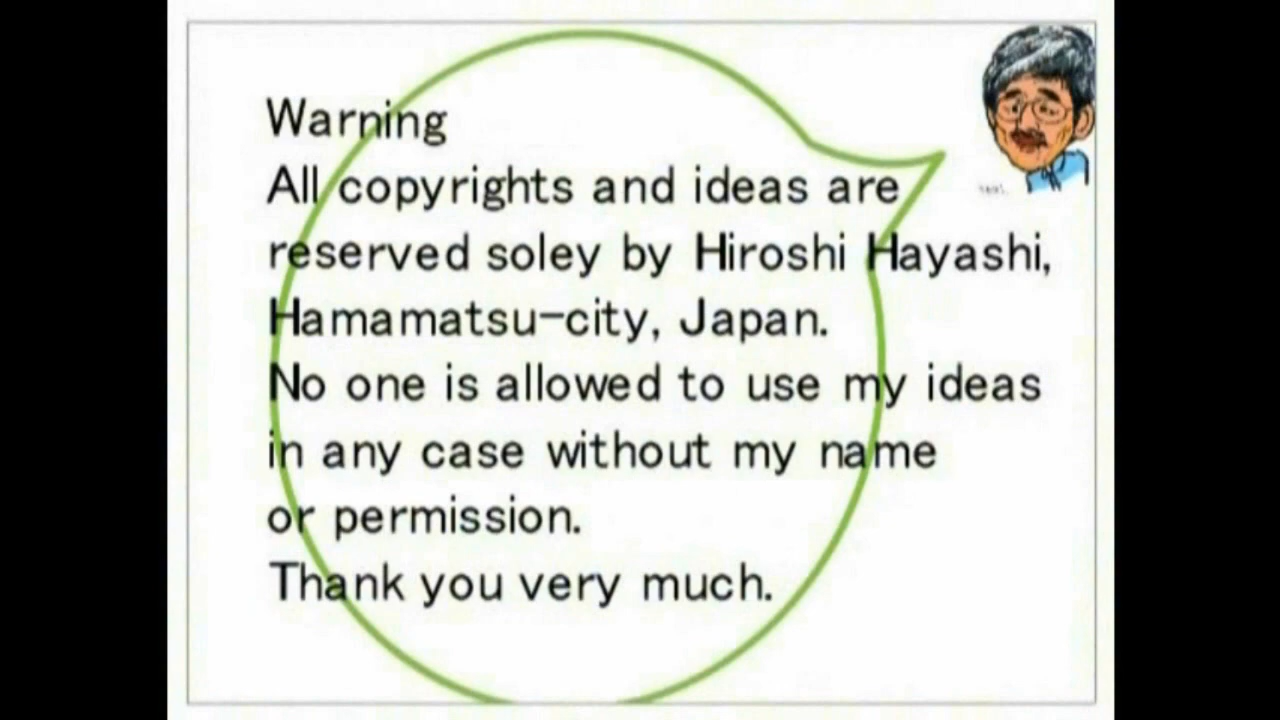 Warning
All copyrights and ideas are
reserved soley by Hiroshi Hayashi,
Hamamatsu-city, Japan.
No one is allowed to use my ideas
in any case without my name
or permission.
Thank you very much.